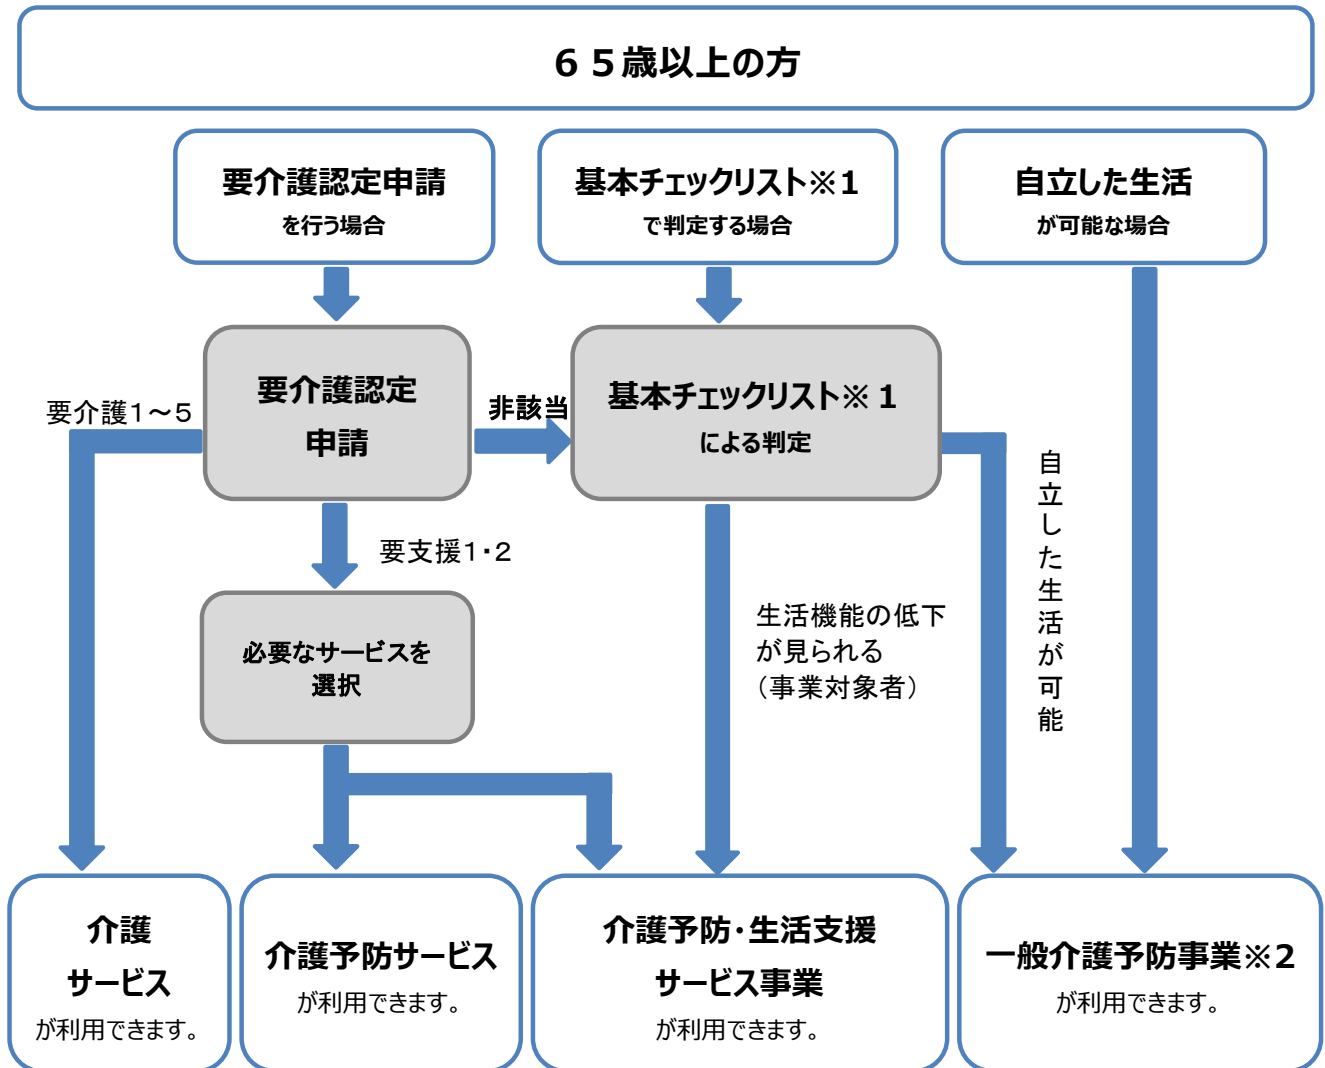 ６５歳以上の方
要介護認定申請
を行う場合
基本チェックリスト※１
で判定する場合
自立した生活
が可能な場合
要介護認定
申請
基本チェックリスト※１
による判定
要介護１～５
非該当
要支援１・２
自立した生活が可能
必要なサービスを
選択
生活機能の低下
が見られる
（事業対象者）
介護
サービス
が利用できます。
介護予防サービス
が利用できます。
介護予防・生活支援
サービス事業
が利用できます。
一般介護予防事業※２
が利用できます。